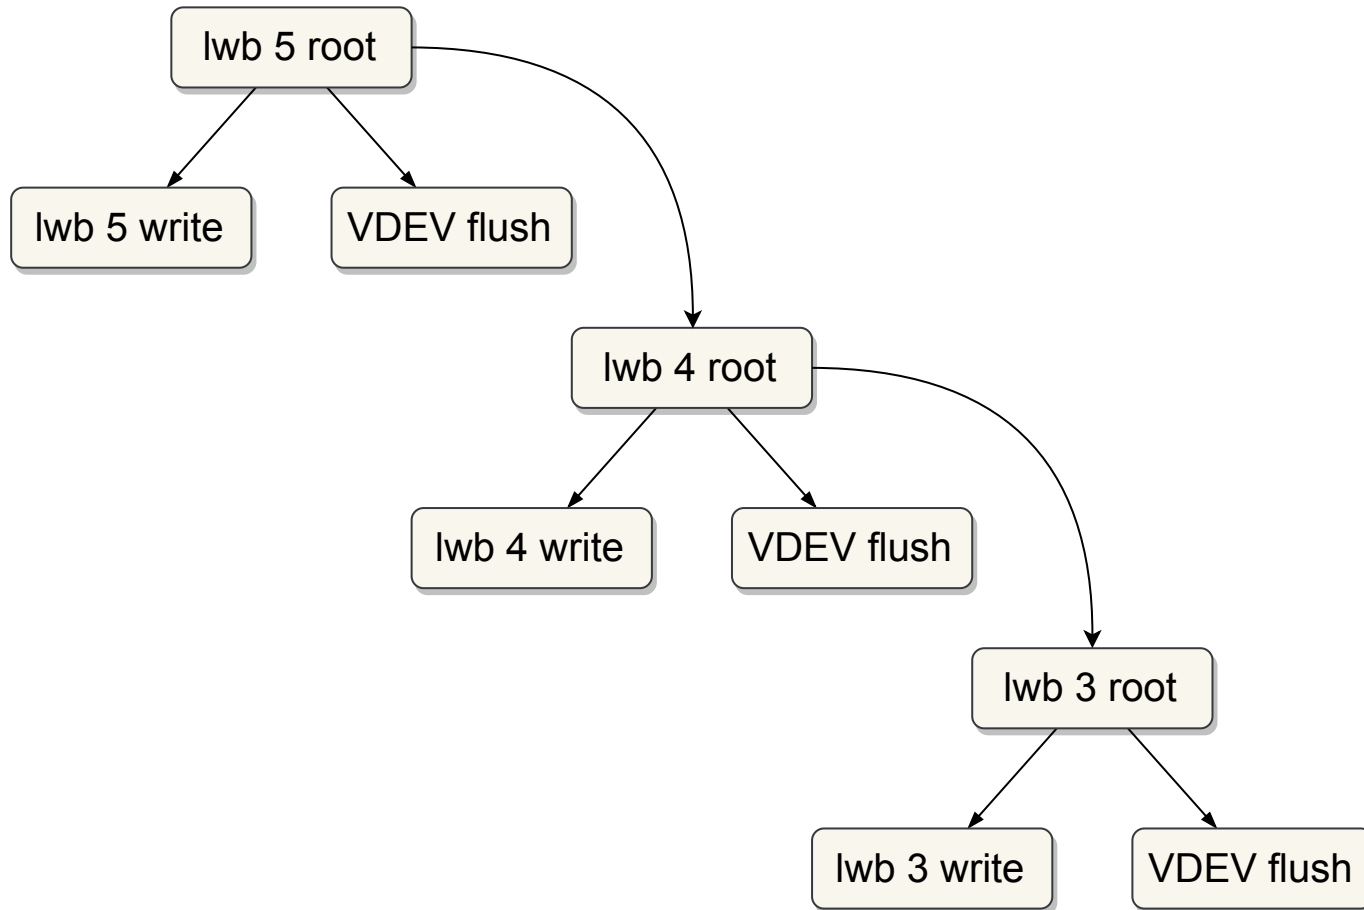 lwb 5 root
lwb 5 write
VDEV flush
lwb 4 root
lwb 4 write
VDEV flush
lwb 3 root
lwb 3 write
VDEV flush